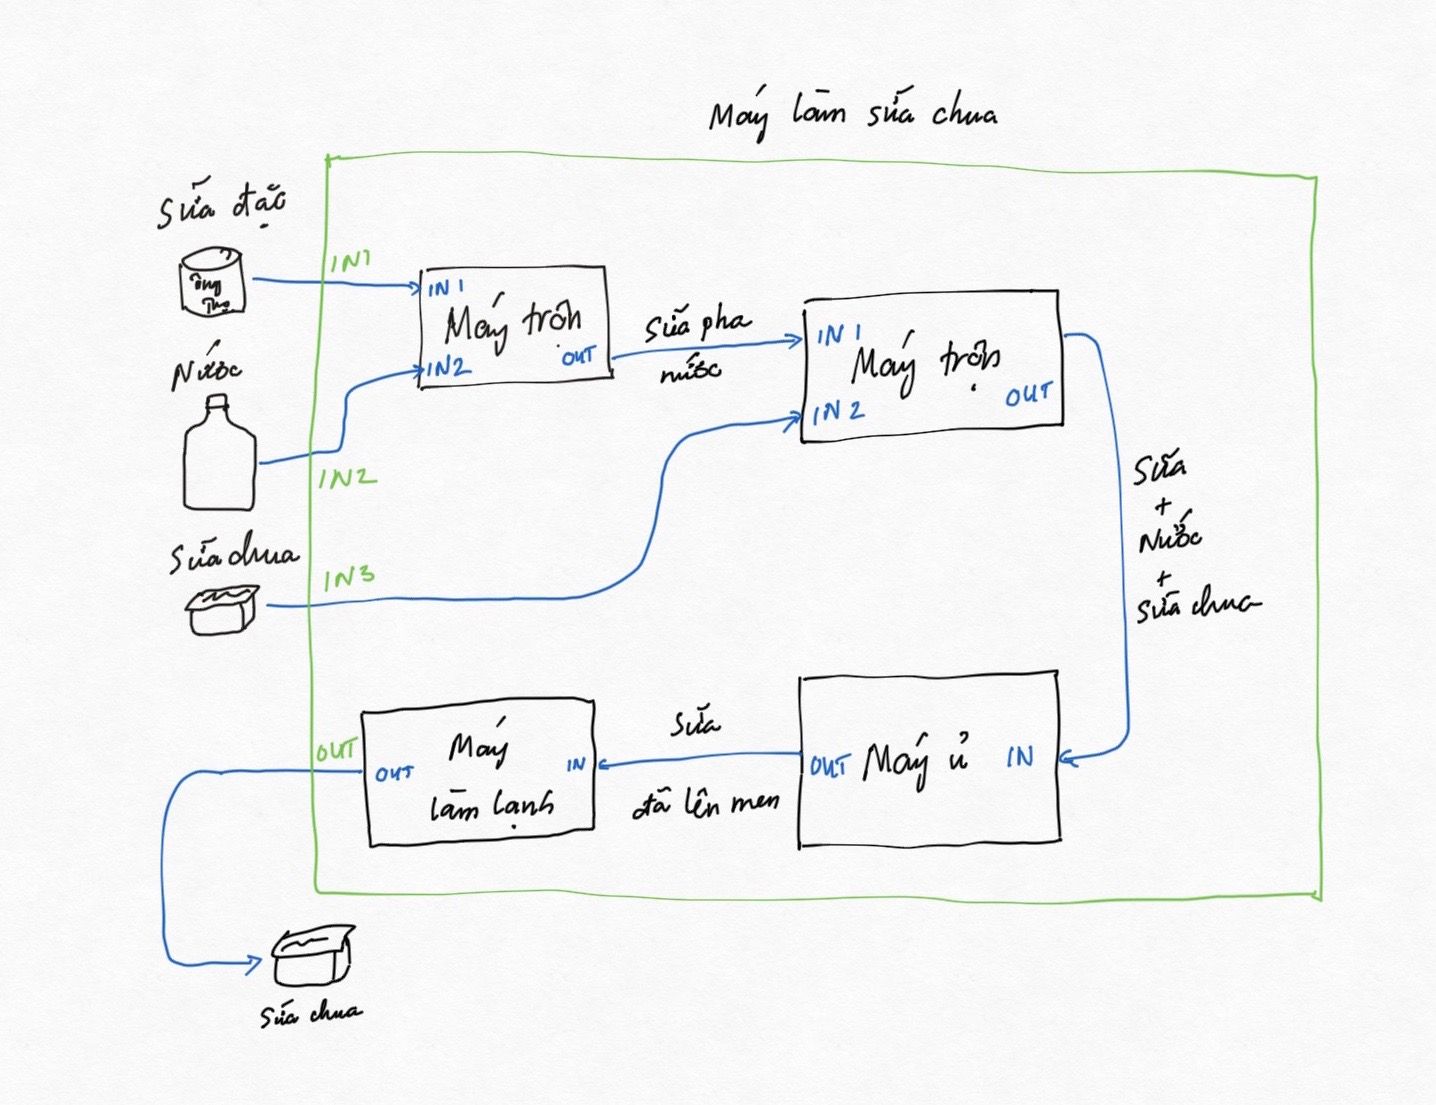 Máy làm sữa chua
Sữa đặc
Ông
Thọ
IN1
IN1
Máy trộn
IN2
OUT
Sữa pha
nước
IN1
Máy trộn
IN2
OUT
Nước
IN2
Sữa chua
IN3
Sữa
+
Nước
+
Sữa chua
OUT
OUT
Máy
làm lạnh
IN
Sữa
đã lên men
OUT
Máy ủ
IN
Sữa chua